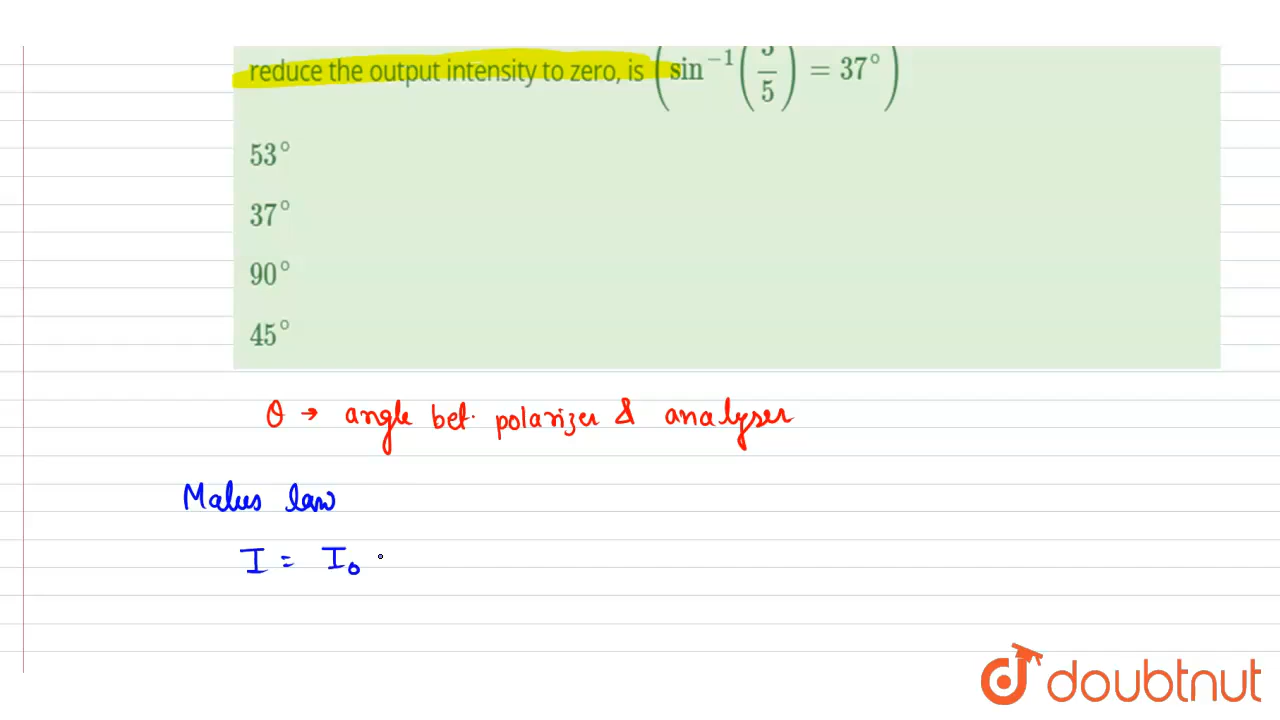 reduce the output intensity to zero, is (sin⁻¹(3/5) = 37°)
53°
37°
90°
45°
θ → angle bet. polarizer & analyser
Malus law
I = I₀
doubtnut